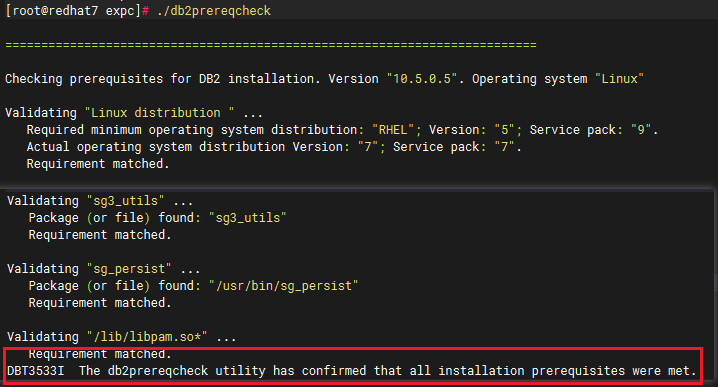 [root@redhat7 expc]# ./db2prereqcheck
==========================================================================
Checking prerequisites for DB2 installation. Version "10.5.0.5". Operating system "Linux"
Validating "Linux distribution " ...
Required minimum operating system distribution: "RHEL"; Version: "5"; Service pack: "9".
Actual operating system distribution Version: "7"; Service pack: "7".
Requirement matched.
Validating "sg3_utils" ...
Package (or file) found: "sg3_utils"
Requirement matched.
Validating "sg_persist" ...
Package (or file) found: "/usr/bin/sg_persist"
Requirement matched.
Validating "/lib/libpam.so*" ...
Requirement matched.
DBT3533I  The db2prereqcheck utility has confirmed that all installation prerequisites were met.